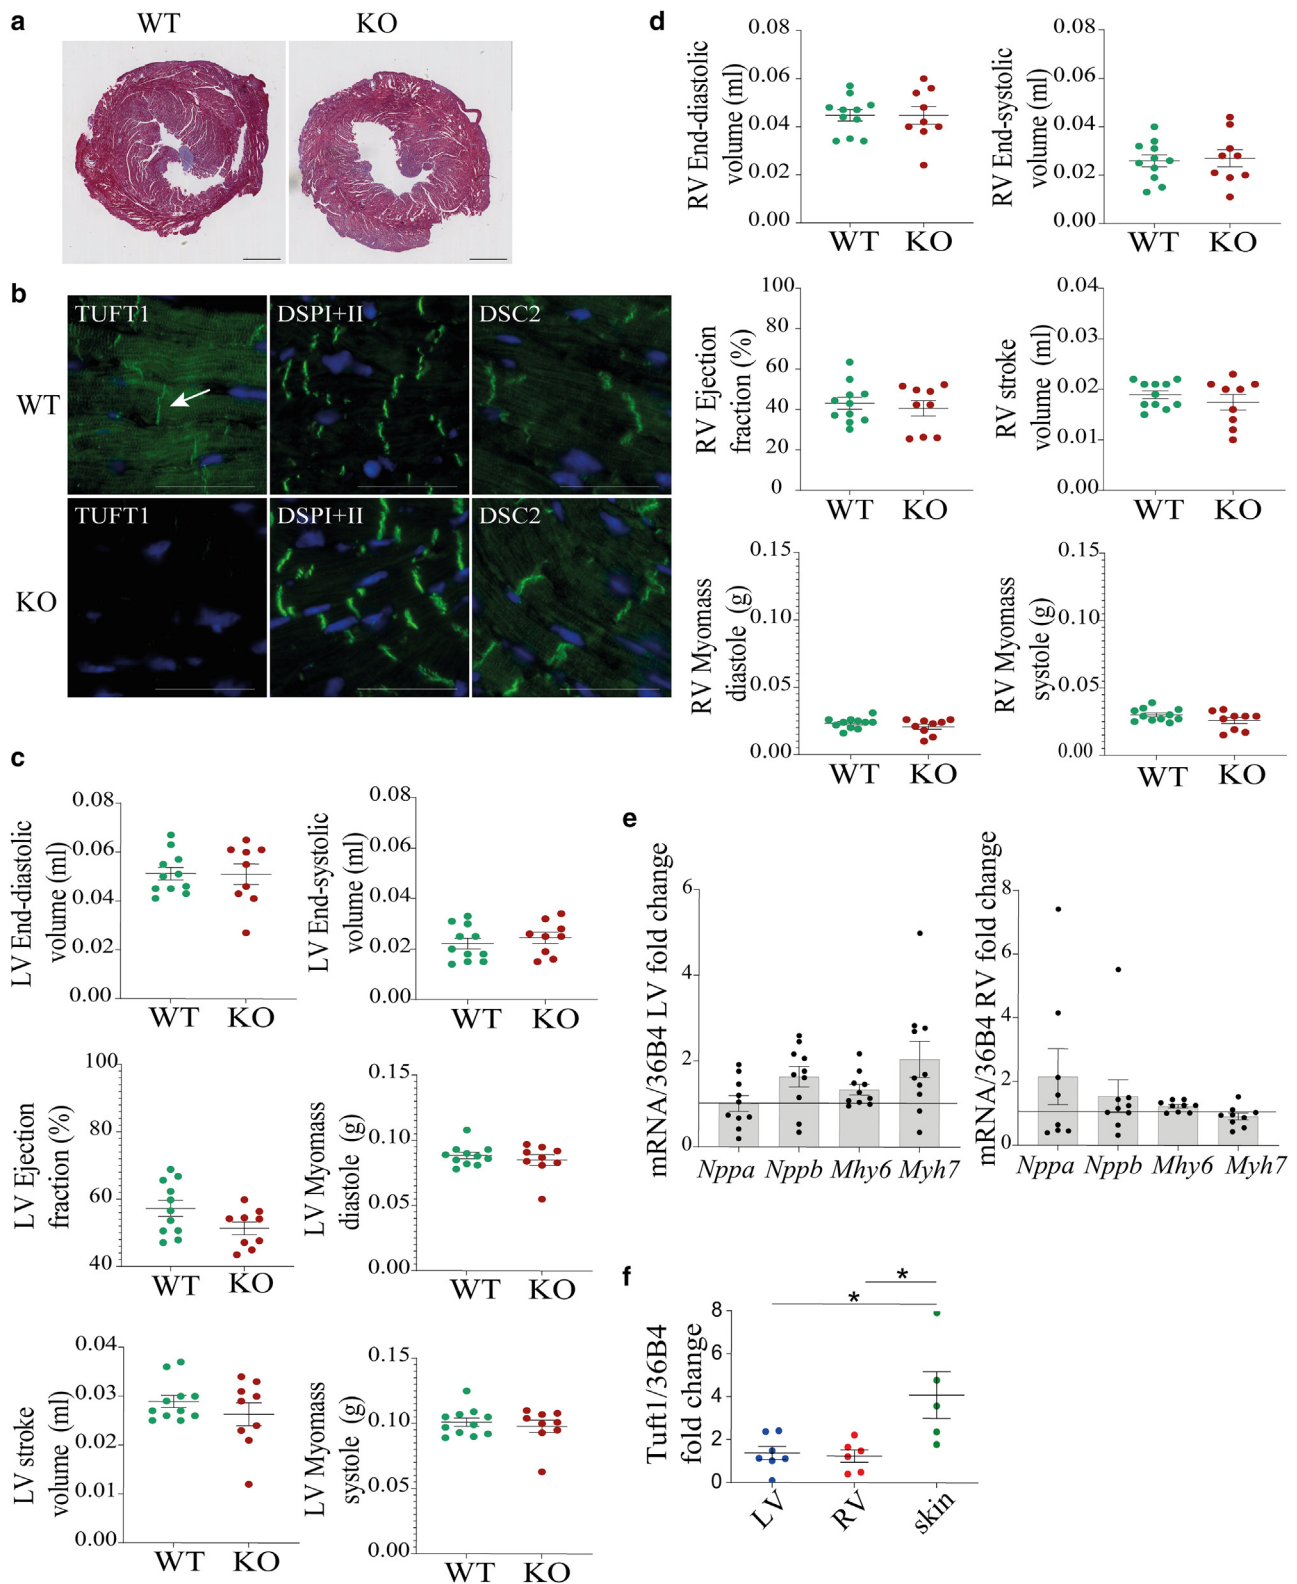 a
WT
KO
b
TUFT1
DSPI+II
DSC2
WT
TUFT1
DSPI+II
DSC2
KO
c
LV End-diastolic
volume (ml)
0.08
0.06
0.04
0.02
0.00
WT
KO
LV End-systolic
volume (ml)
0.08
0.06
0.04
0.02
0.00
WT
KO
LV Ejection
fraction (%)
100
80
60
40
WT
KO
LV Myomass
diastole (g)
0.15
0.10
0.05
0.00
WT
KO
LV stroke
volume (ml)
0.04
0.03
0.02
0.01
0.00
WT
KO
LV Myomass
systole (g)
0.15
0.10
0.05
0.00
WT
KO
d
RV End-diastolic
volume (ml)
0.08
0.06
0.04
0.02
0.00
WT
KO
RV End-systolic
volume (ml)
0.08
0.06
0.04
0.02
0.00
WT
KO
RV Ejection
fraction (%)
100
80
60
40
20
0
WT
KO
RV stroke
volume (ml)
0.04
0.03
0.02
0.01
0.00
WT
KO
RV Myomass
diastole (g)
0.15
0.10
0.05
0.00
WT
KO
RV Myomass
systole (g)
0.15
0.10
0.05
0.00
WT
KO
e
mRNA/36B4 LV fold change
6
4
2
0
Nppa
Nppb
Mhy6
Myh7
mRNA/36B4 RV fold change
8
6
4
2
0
Nppa
Nppb
Mhy6
Myh7
f
Tuft1/36B4
fold change
8
6
4
2
0
*
*
LV
RV
skin